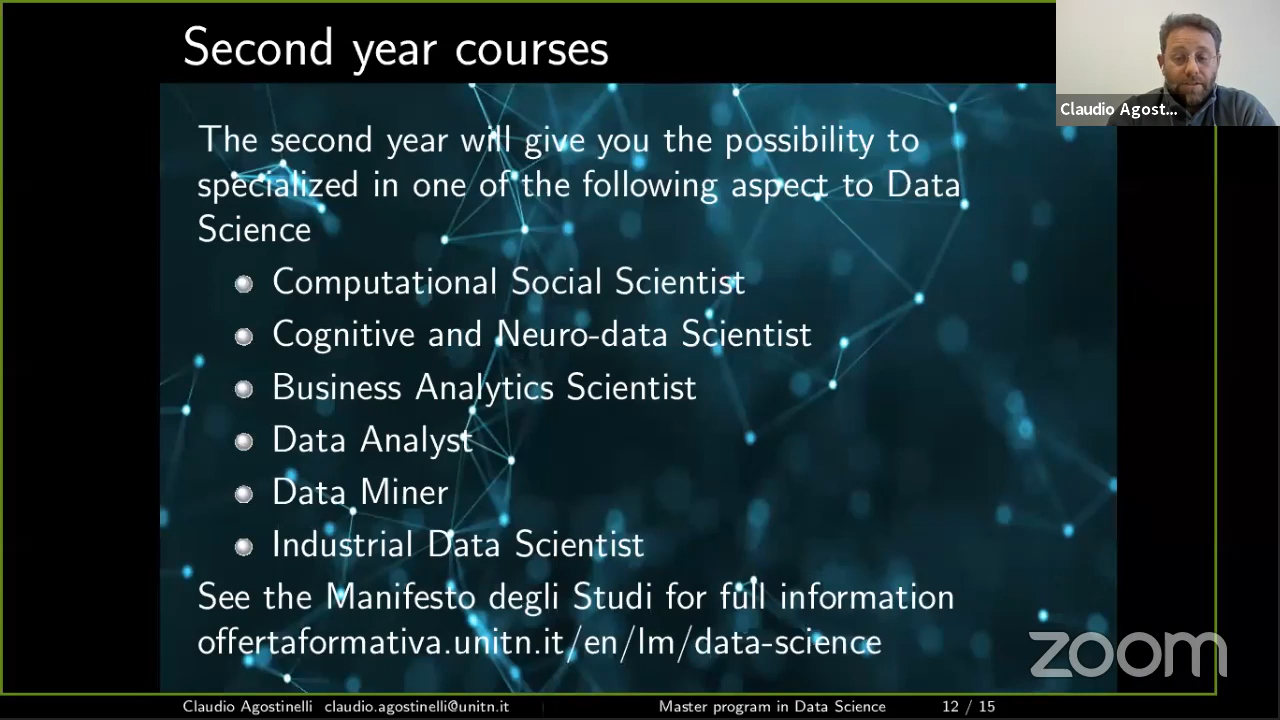 Second year courses
Claudio Agost...
The second year will give you the possibility to
specialized in one of the following aspect to Data
Science
Computational Social Scientist
Cognitive and Neuro-data Scientist
Business Analytics Scientist
Data Analyst
Data Miner
Industrial Data Scientist
See the Manifesto degli Studi for full information
offertaformativa.unitn.it/en/lm/data-science
zoom
Claudio Agostinelli claudio.agostinelli@unitn.it Master program in Data Science 12 / 15